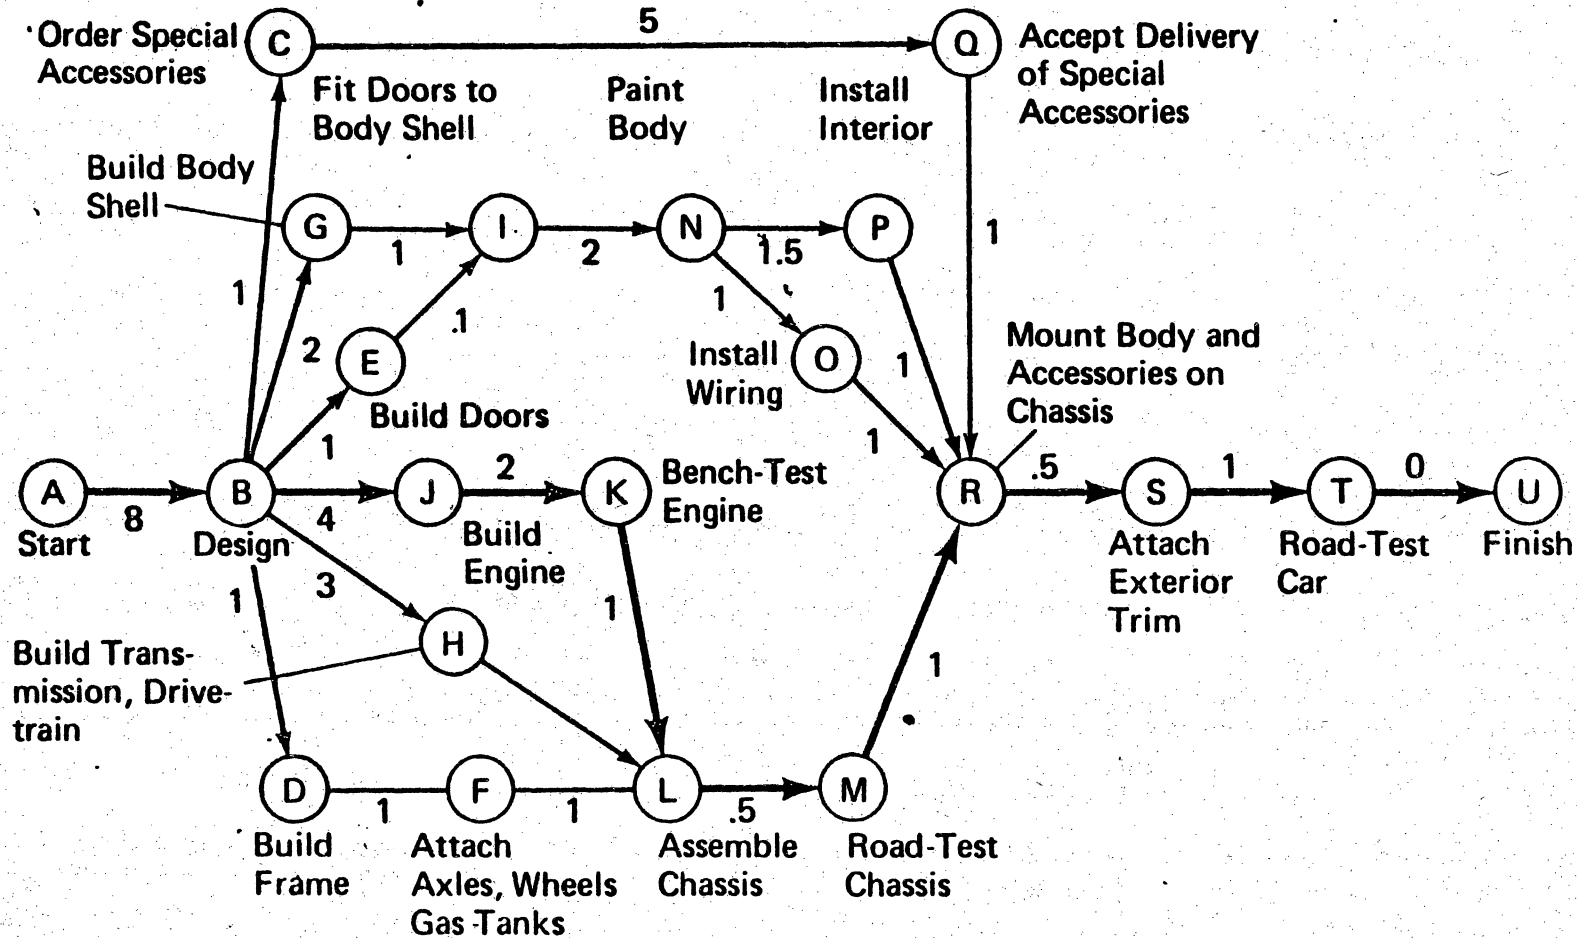 5
Order Special
Accessories
C
Q
Accept Delivery
of Special
Accessories
Fit Doors to
Body Shell
Paint
Body
Install
Interior
Build Body
Shell
G
1
I
2
N
1.5
P
1
1
2
E
.1
1
Install
Wiring
O
1
1
Mount Body and
Accessories on
Chassis
Build Doors
1
A
8
Start
B
Design
4
J
2
K
Build
Engine
Bench-Test
Engine
R
.5
S
1
T
0
U
Attach
Exterior
Trim
Road-Test
Car
Finish
1
3
1
H
1
Build Trans-
mission, Drive-
train
D
1
F
1
L
.5
M
Build
Frame
Attach
Axles, Wheels
Gas-Tanks
Assemble
Chassis
Road-Test
Chassis